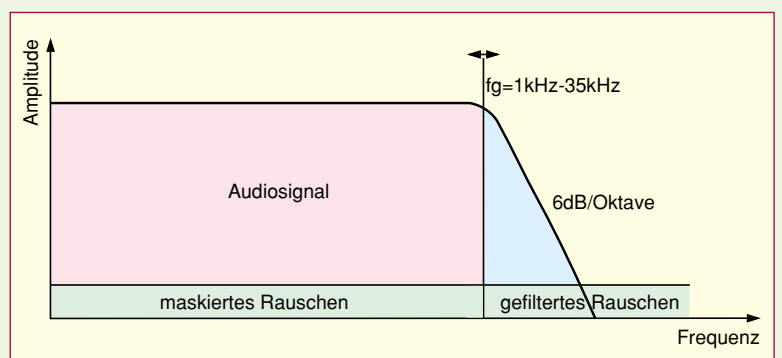 Amplitude
fg=1kHz-35kHz
Audiosignal
6dB/Oktave
maskiertes Rauschen
gefiltertes Rauschen
Frequenz